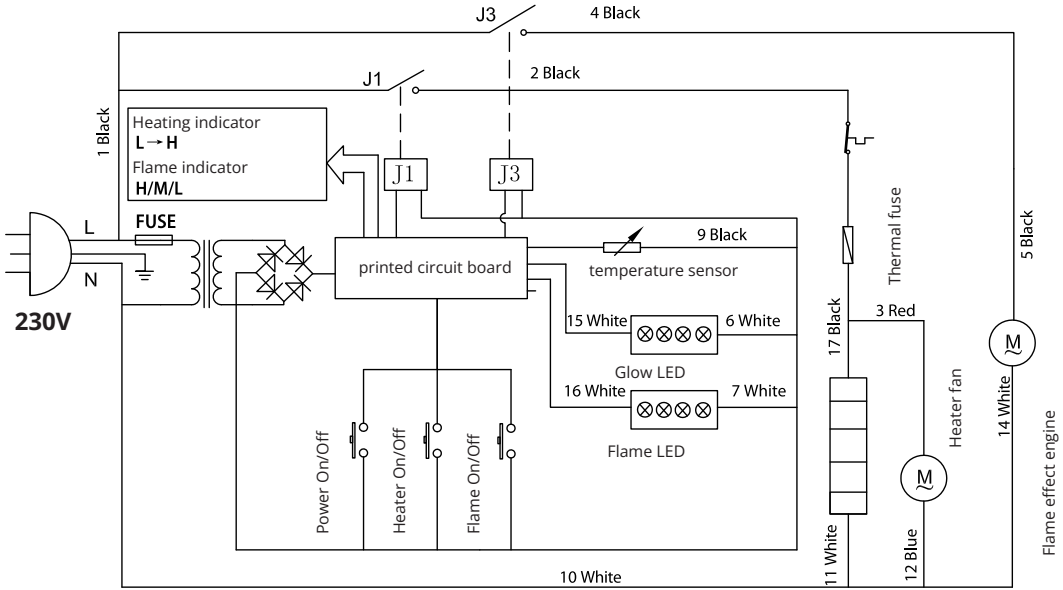 J3
4 Black
J1
2 Black
1 Black
Heating indicator
L→H
Flame indicator
H/M/L
J1
J3
L
FUSE
N
230V
printed circuit board
9 Black
temperature sensor
Thermal fuse
5 Black
15 White
6 White
Glow LED
16 White
7 White
Flame LED
17 Black
3 Red
M
~
M
~
Heater fan
14 White
Flame effect engine
Power On/Off
Heater On/Off
Flame On/Off
11 White
12 Blue
10 White